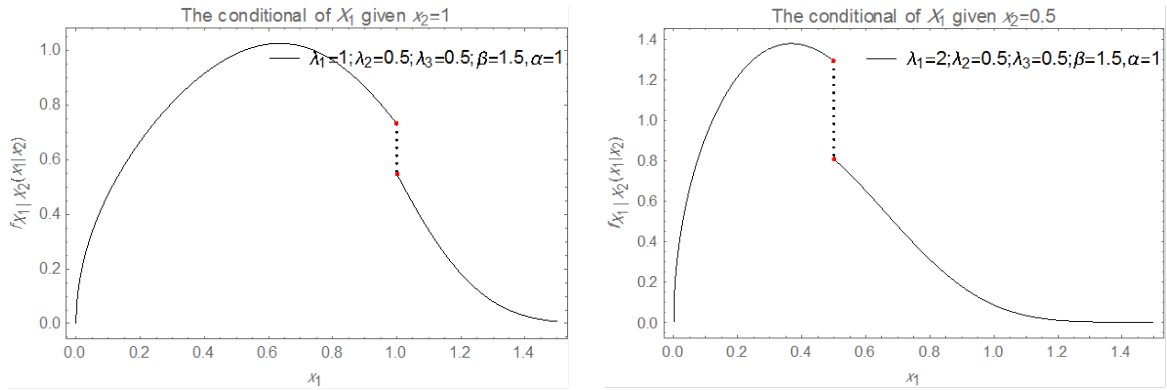 The conditional of X₁ given x₂=1
λ₁=1;λ₂=0.5;λ₃=0.5;β=1.5,α=1
f X₁| X₂(x₁|x₂)
1.0
0.8
0.6
0.4
0.2
0.0
0.0 0.2 0.4 0.6 0.8 1.0 1.2 1.4
x₁
The conditional of X₁ given x₂=0.5
λ₁=2;λ₂=0.5;λ₃=0.5;β=1.5,α=1
f X₁| X₂(x₁|x₂)
1.4
1.2
1.0
0.8
0.6
0.4
0.2
0.0
0.0 0.2 0.4 0.6 0.8 1.0 1.2 1.4
x₁